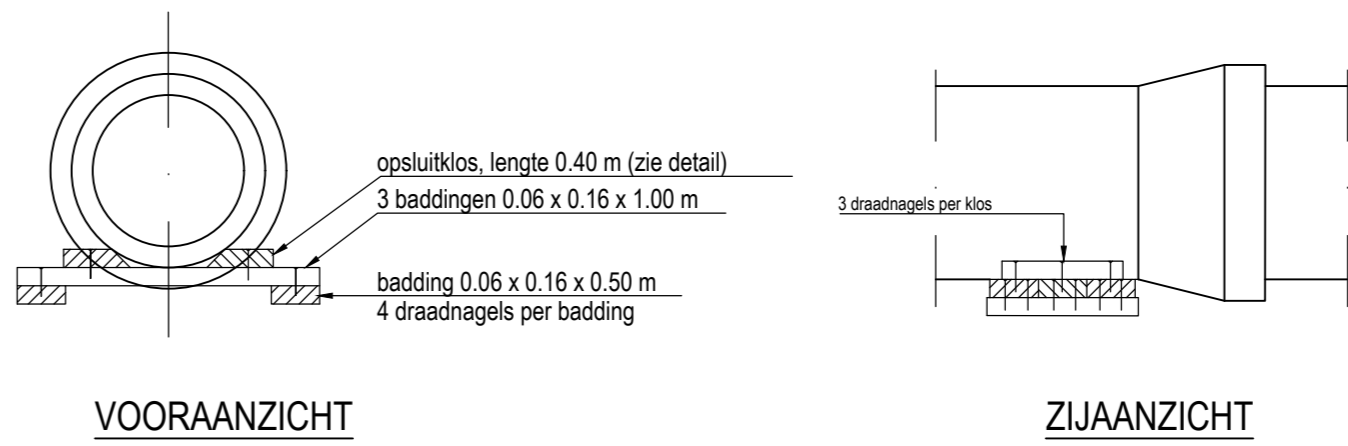 opsluitklos, lengte 0.40 m (zie detail)
3 baddingen 0.06 x 0.16 x 1.00 m
badding 0.06 x 0.16 x 0.50 m
4 draadnagels per badding
VOORAANZICHT
3 draadnagels per klos
ZIJAANZICHT